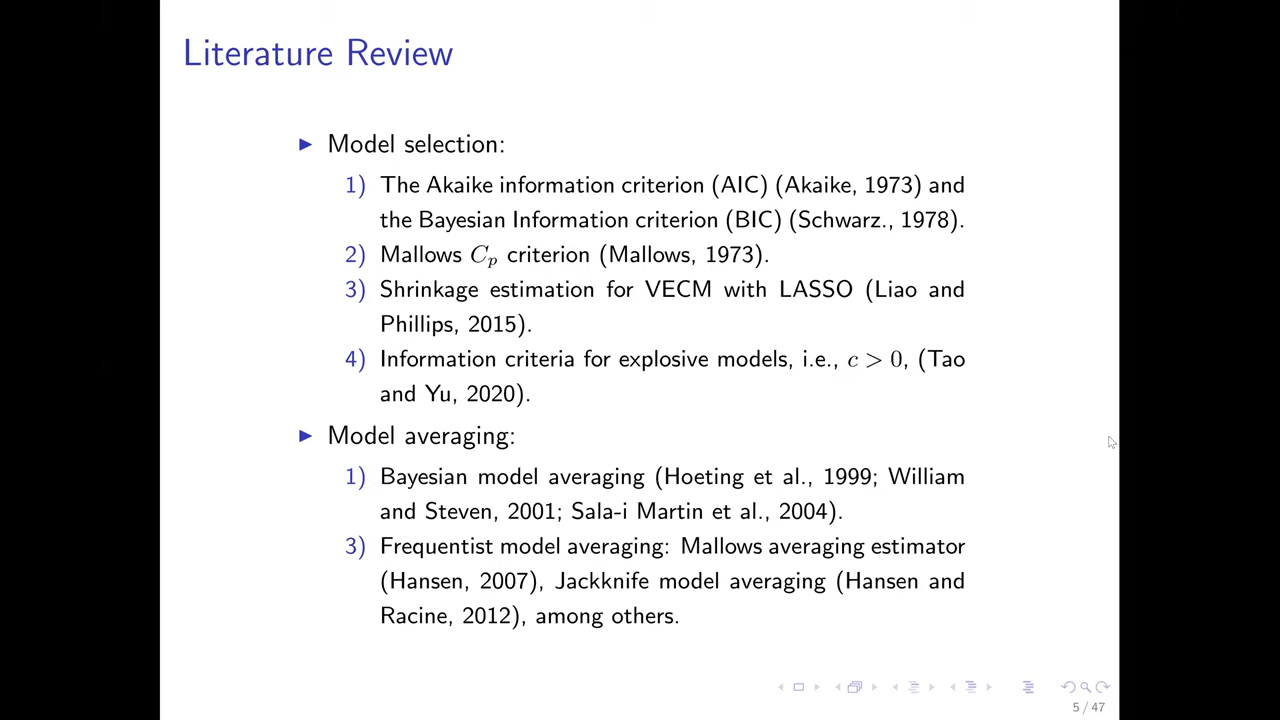 Literature Review
Model selection:
1) The Akaike information criterion (AIC) (Akaike, 1973) and
the Bayesian Information criterion (BIC) (Schwarz., 1978).
2) Mallows Cp criterion (Mallows, 1973).
3) Shrinkage estimation for VECM with LASSO (Liao and
Phillips, 2015).
4) Information criteria for explosive models, i.e., c > 0, (Tao
and Yu, 2020).
Model averaging:
1) Bayesian model averaging (Hoeting et al., 1999; William
and Steven, 2001; Sala-i Martin et al., 2004).
3) Frequentist model averaging: Mallows averaging estimator
(Hansen, 2007), Jackknife model averaging (Hansen and
Racine, 2012), among others.
5 / 47